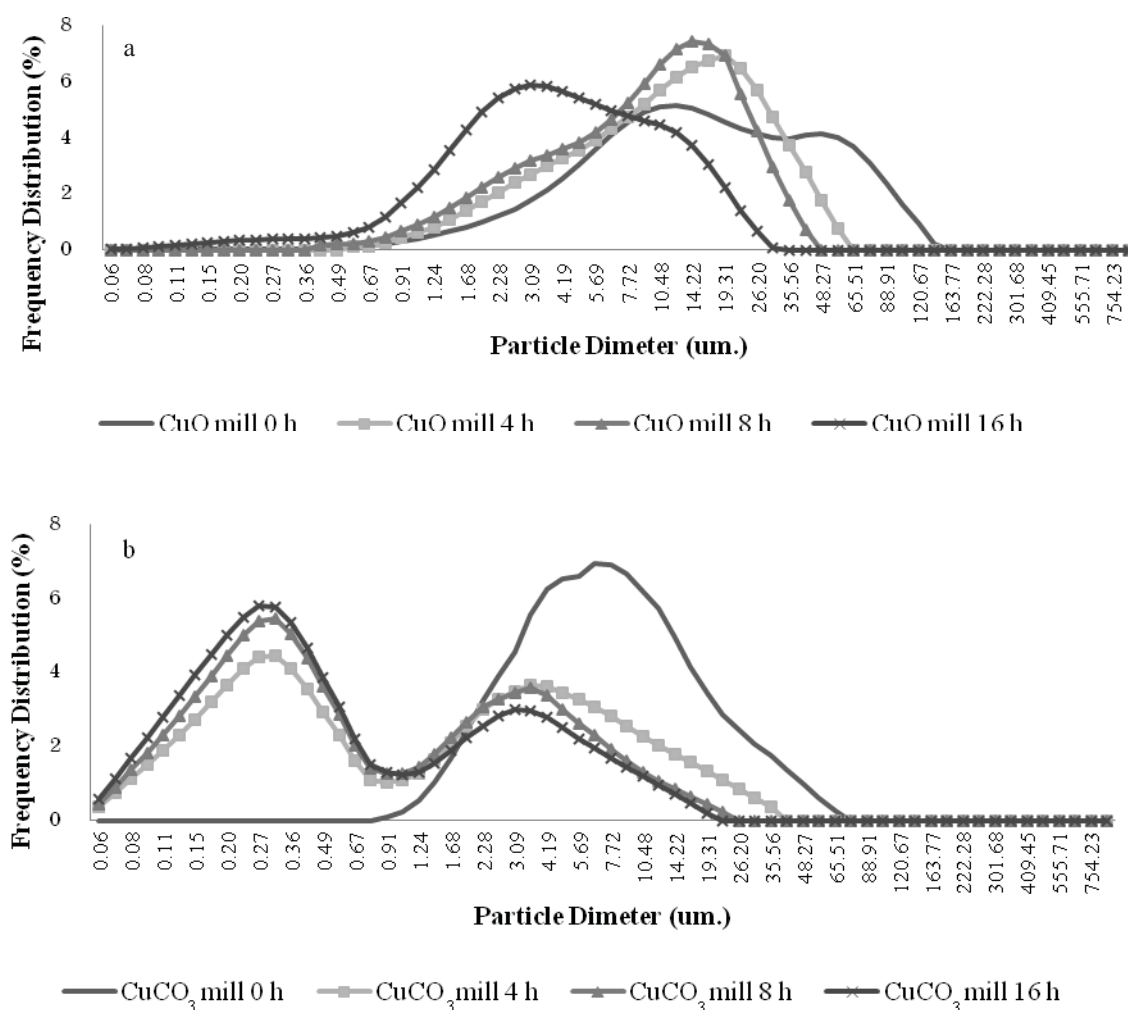 a
Frequency Distribution (%)
8
6
4
2
0
0.06 0.08 0.11 0.15 0.20 0.27 0.36 0.49 0.67 0.91 1.24 1.68 2.28 3.09 4.19 5.69 7.72 10.48 14.22 19.31 26.20 35.56 48.27 65.51 88.91 120.67 163.77 222.28 301.68 409.45 555.71 754.23
Particle Dimeter (um.)
CuO mill 0 h CuO mill 4 h CuO mill 8 h CuO mill 16 h
b
Frequency Distribution (%)
8
6
4
2
0
0.06 0.08 0.11 0.15 0.20 0.27 0.36 0.49 0.67 0.91 1.24 1.68 2.28 3.09 4.19 5.69 7.72 10.48 14.22 19.31 26.20 35.56 48.27 65.51 88.91 120.67 163.77 222.28 301.68 409.45 555.71 754.23
Particle Dimeter (um.)
CuCO₃ mill 0 h CuCO₃ mill 4 h CuCO₃ mill 8 h CuCO₃ mill 16 h